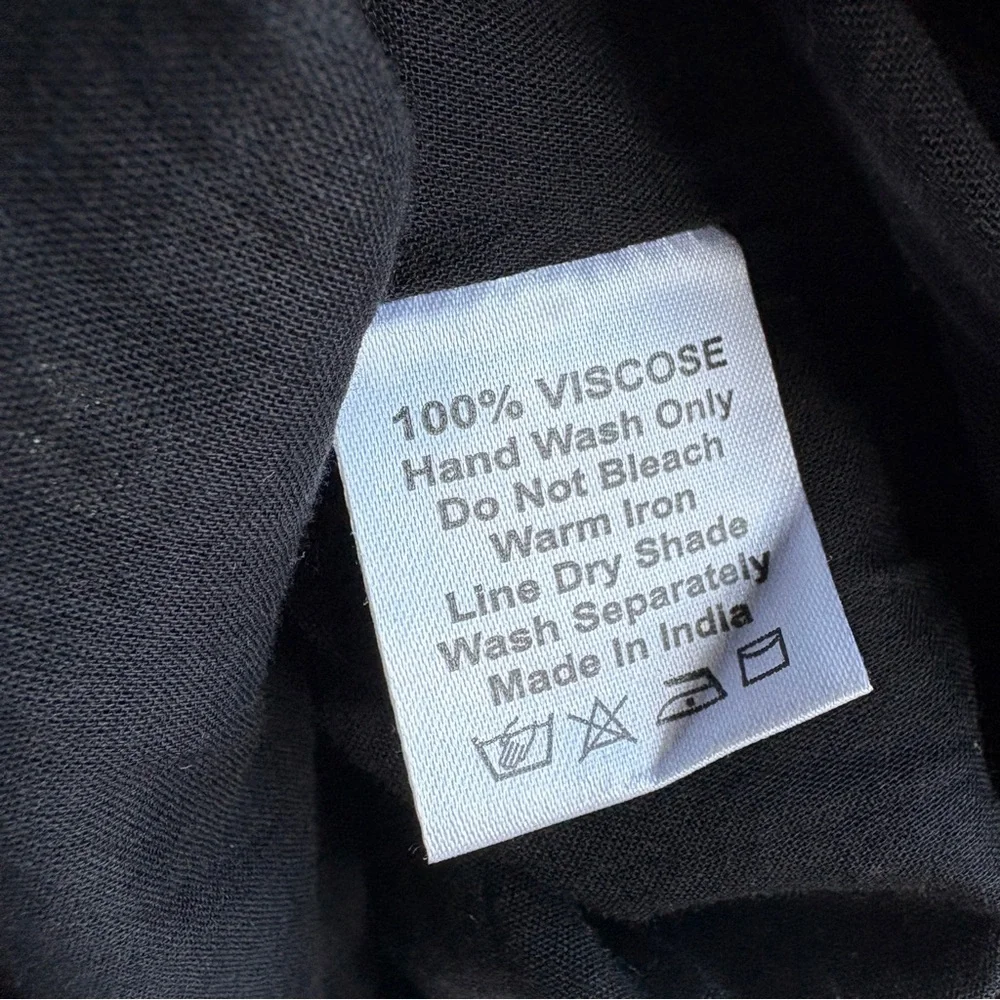 100% VISCOSE
Hand Wash Only
Do Not Bleach
Warm Iron
Line Dry Shade
Wash Separately
Made In India